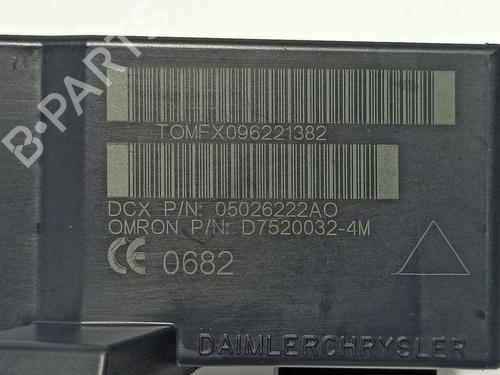 B-PARTS
TOMFX096221382
DCX P/N: 05026222AO
OMRON P/N: D7520032-4M
CE 0682
DAIMLERCHRYSLER